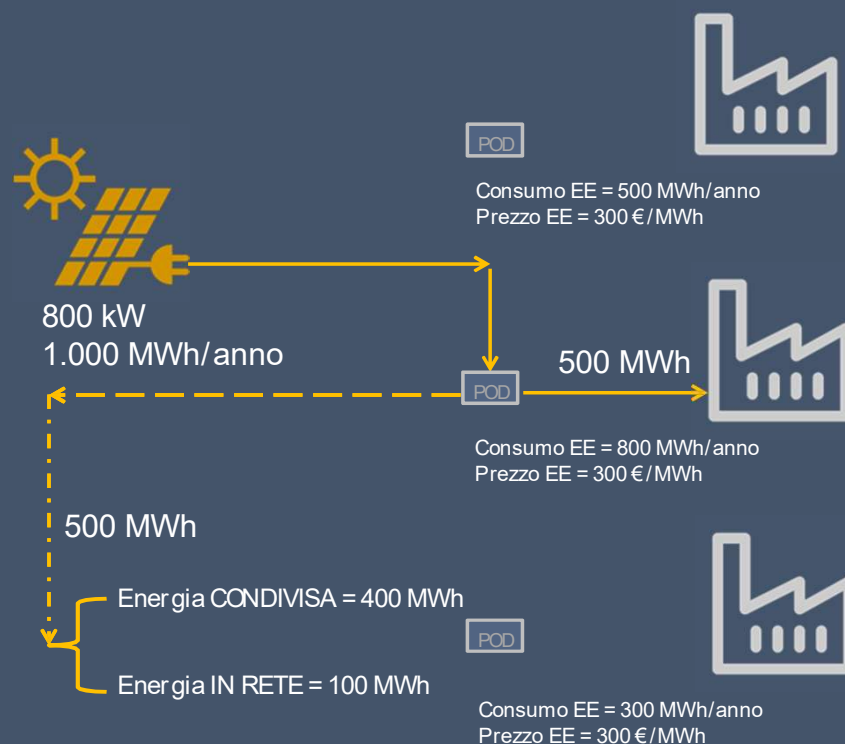 POD
Consumo EE = 500 MWh/anno
Prezzo EE = 300 €/MWh
800 kW
1.000 MWh/anno
500 MWh
POD
Consumo EE = 800 MWh/anno
Prezzo EE = 300 €/MWh
500 MWh
Energia CONDIVISA = 400 MWh
POD
Energia IN RETE = 100 MWh
Consumo EE = 300 MWh/anno
Prezzo EE = 300 €/MWh